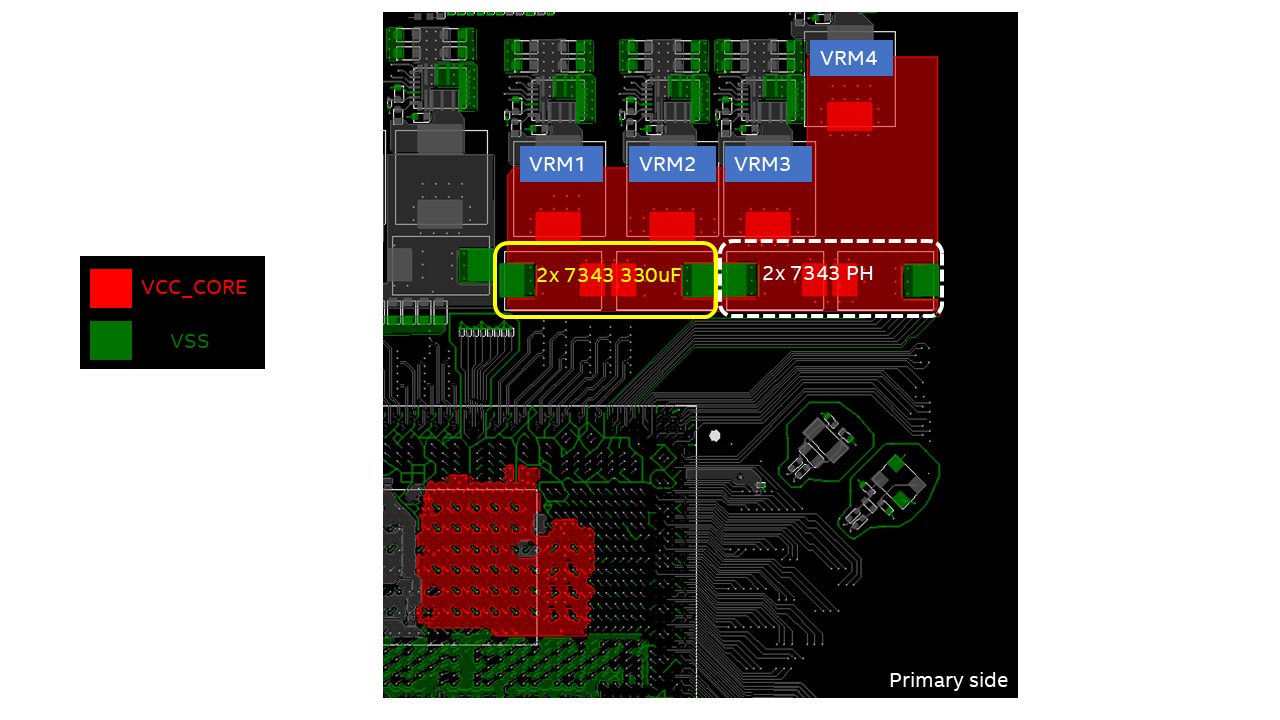 VRM4
VRM1
VRM2
VRM3
2x 7343 330uF
2x 7343 PH
VCC_CORE
VSS
Primary side